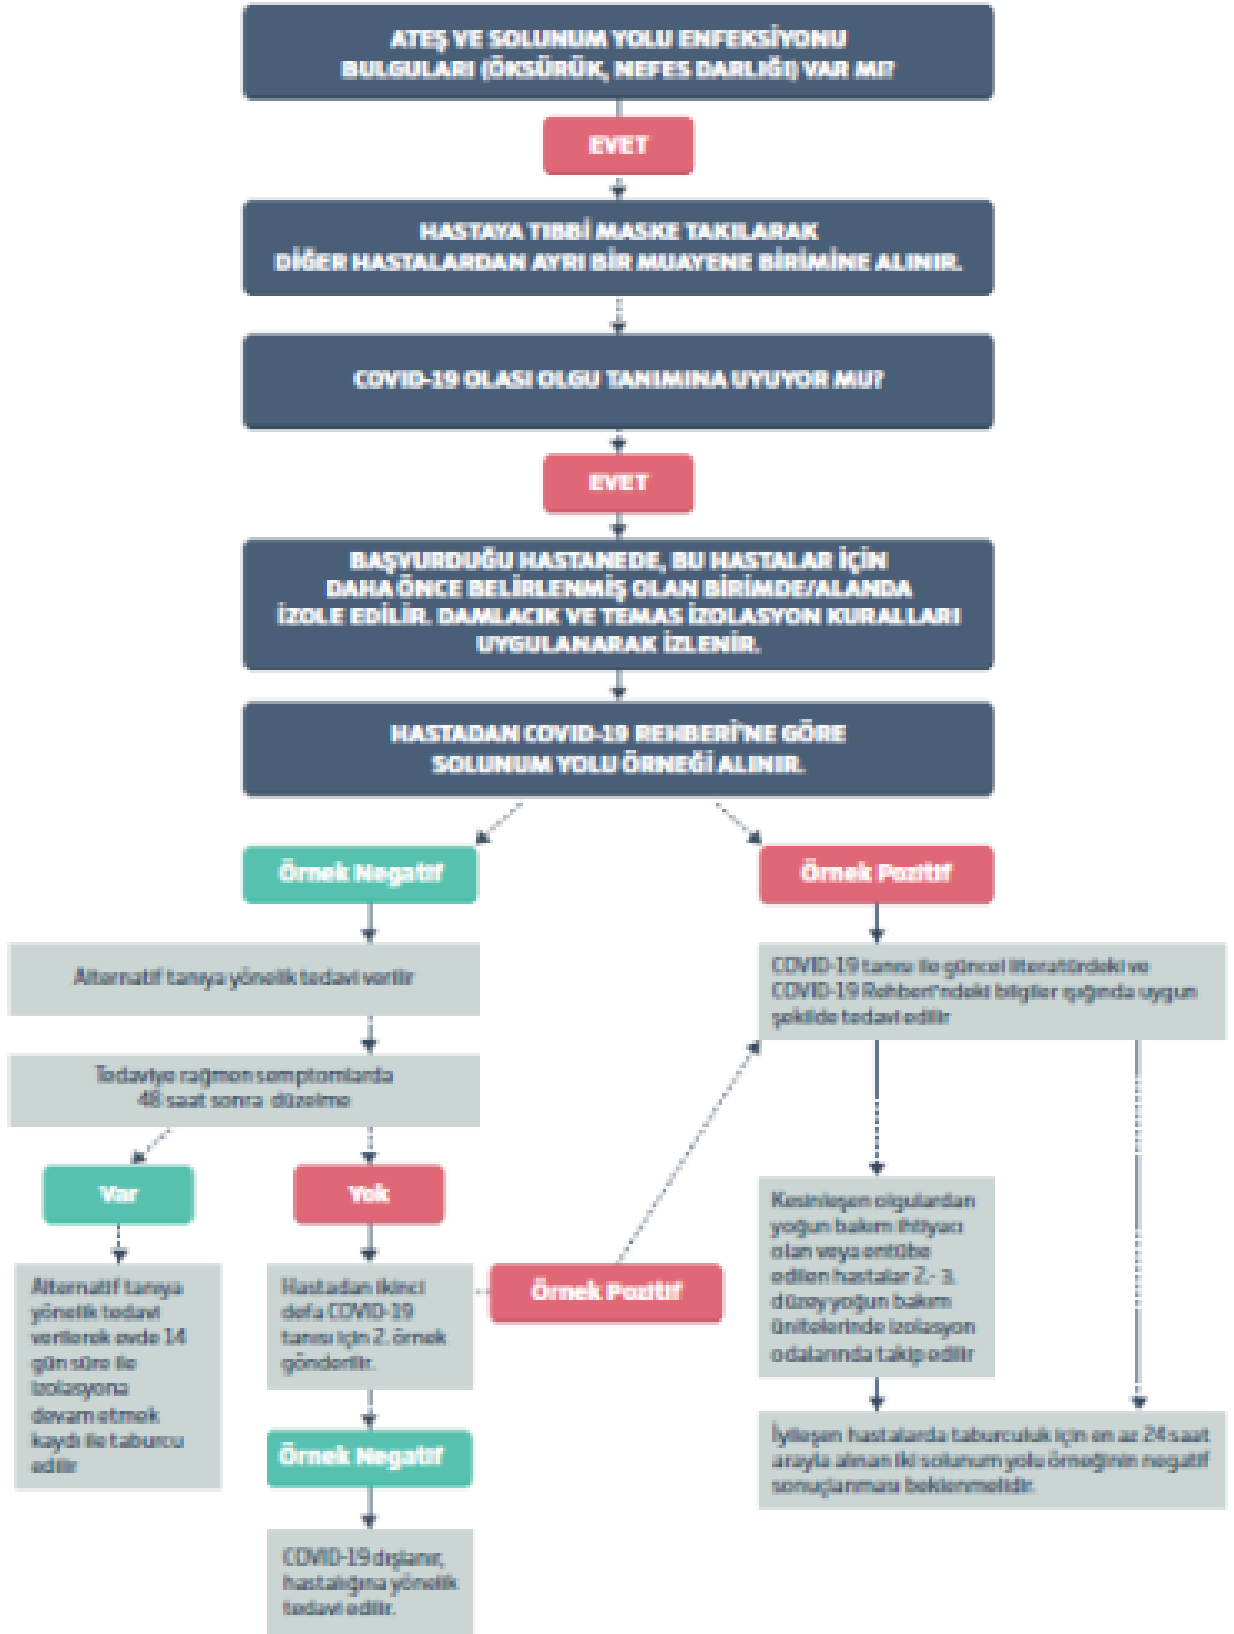 ATEŞ VE SOLUNUM YOLU ENFEKSİYONU
BULGULARI (ÖKSÜRÜK, NEFES DARLIĞI) VAR MI?
EVET
HASTAYA TIBBİ MASKE TAKILARAK
DİĞER HASTALARDAN AYRI BİR MUAYENE BİRİMİNE ALINIR.
COVID-19 OLASI OLGU TANIMINA UYUYOR MU?
EVET
BAŞVURDUĞU HASTANEDE, BU HASTALAR İÇİN
DAHA ÖNCE BELİRLENMİŞ OLAN BİRİMDE/ALANDA
İZOLE EDİLİR. DAMLACIK VE TEMAS İZOLASYON KURALLARI
UYGULANARAK İZLENİR.
HASTADAN COVID-19 REHBERİ'NE GÖRE
SOLUNUM YOLU ÖRNEĞİ ALINIR.
Örnek Negatif
Alternatif tanıya yönelik tedavi verilir
Tedaviye rağmen semptomlarda
48 saat sonra düzelme
Var
Alternatif tanıya
yönelik tedavi
verilerek evde 14
gün süre ile
izolasyona
devam etmek
kaydı ile taburcu
edilir
Yok
Hastadan ikinci
defa COVID-19
tanısı için 2. örnek
gönderilir.
Örnek Negatif
COVID-19 dışlanır,
hastalığına yönelik
tedavi edilir.
Örnek Pozitif
Örnek Pozitif
COVID-19 tanısı ile güncel literatürdeki ve
COVID-19 Rehberi'ndeki bilgiler ışığında uygun
şekilde tedavi edilir
Kesinleşen olgulardan
yoğun bakım ihtiyacı
olan veya entübe
edilen hastalar 2.- 3.
düzey yoğun bakım
ünitelerinde izolasyon
odalarında takip edilir
İyileşen hastalarda taburculuk için en az 24 saat
arayla alınan iki solunum yolu örneğinin negatif
sonuçlanması beklenmelidir.